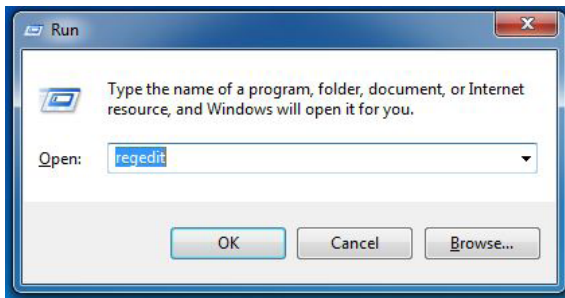 Run
Type the name of a program, folder, document, or Internet
resource, and Windows will open it for you.
Open: regedit
OK Cancel Browse...